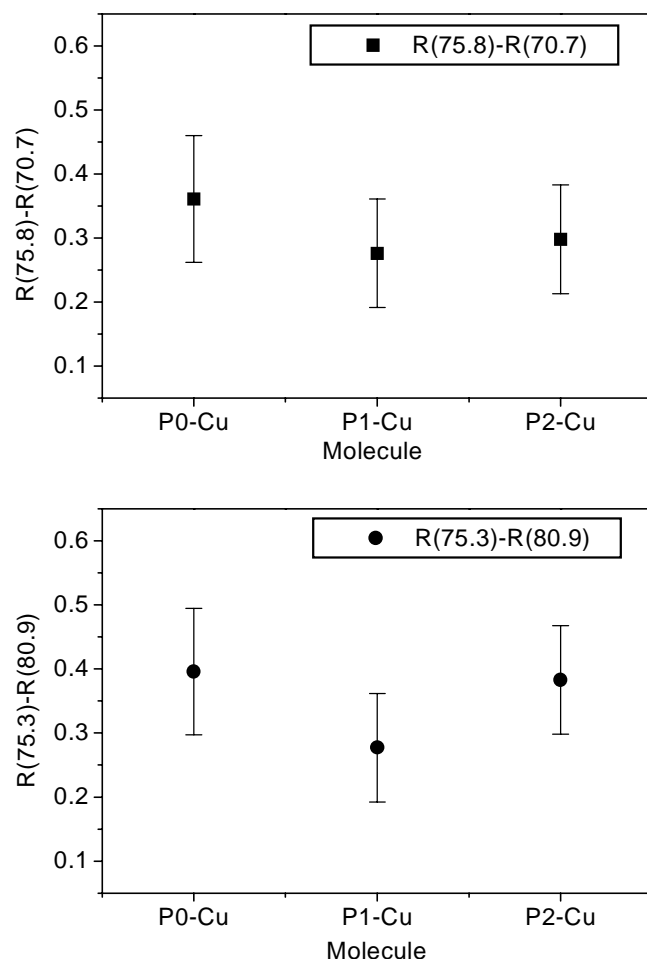 R(75.8)-R(70.7)
0.6
0.5
0.4
0.3
0.2
0.1
R(75.8)-R(70.7)
P0-Cu P1-Cu P2-Cu
Molecule
R(75.3)-R(80.9)
0.6
0.5
0.4
0.3
0.2
0.1
R(75.3)-R(80.9)
P0-Cu P1-Cu P2-Cu
Molecule